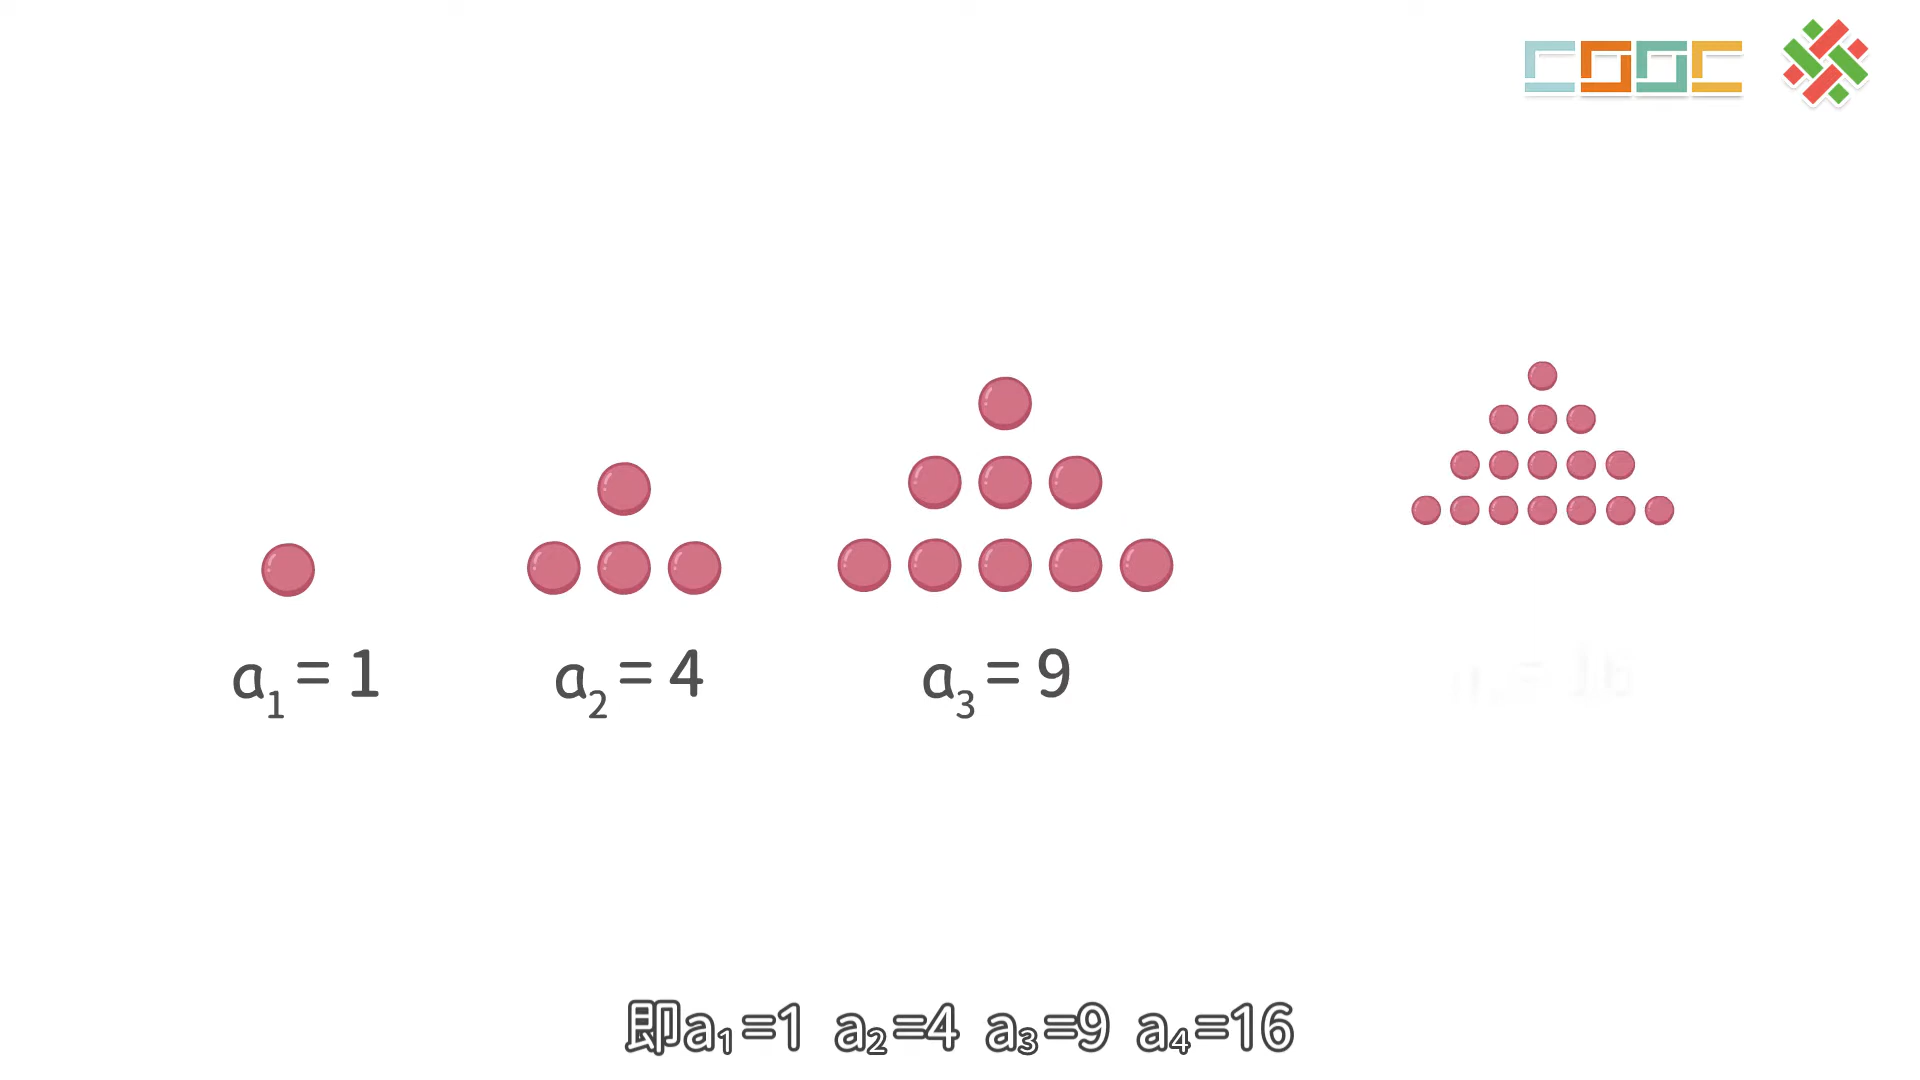 a₁ = 1
a₂ = 4
a₃ = 9
即a₁=1 a₂=4 a₃=9 a₄=16